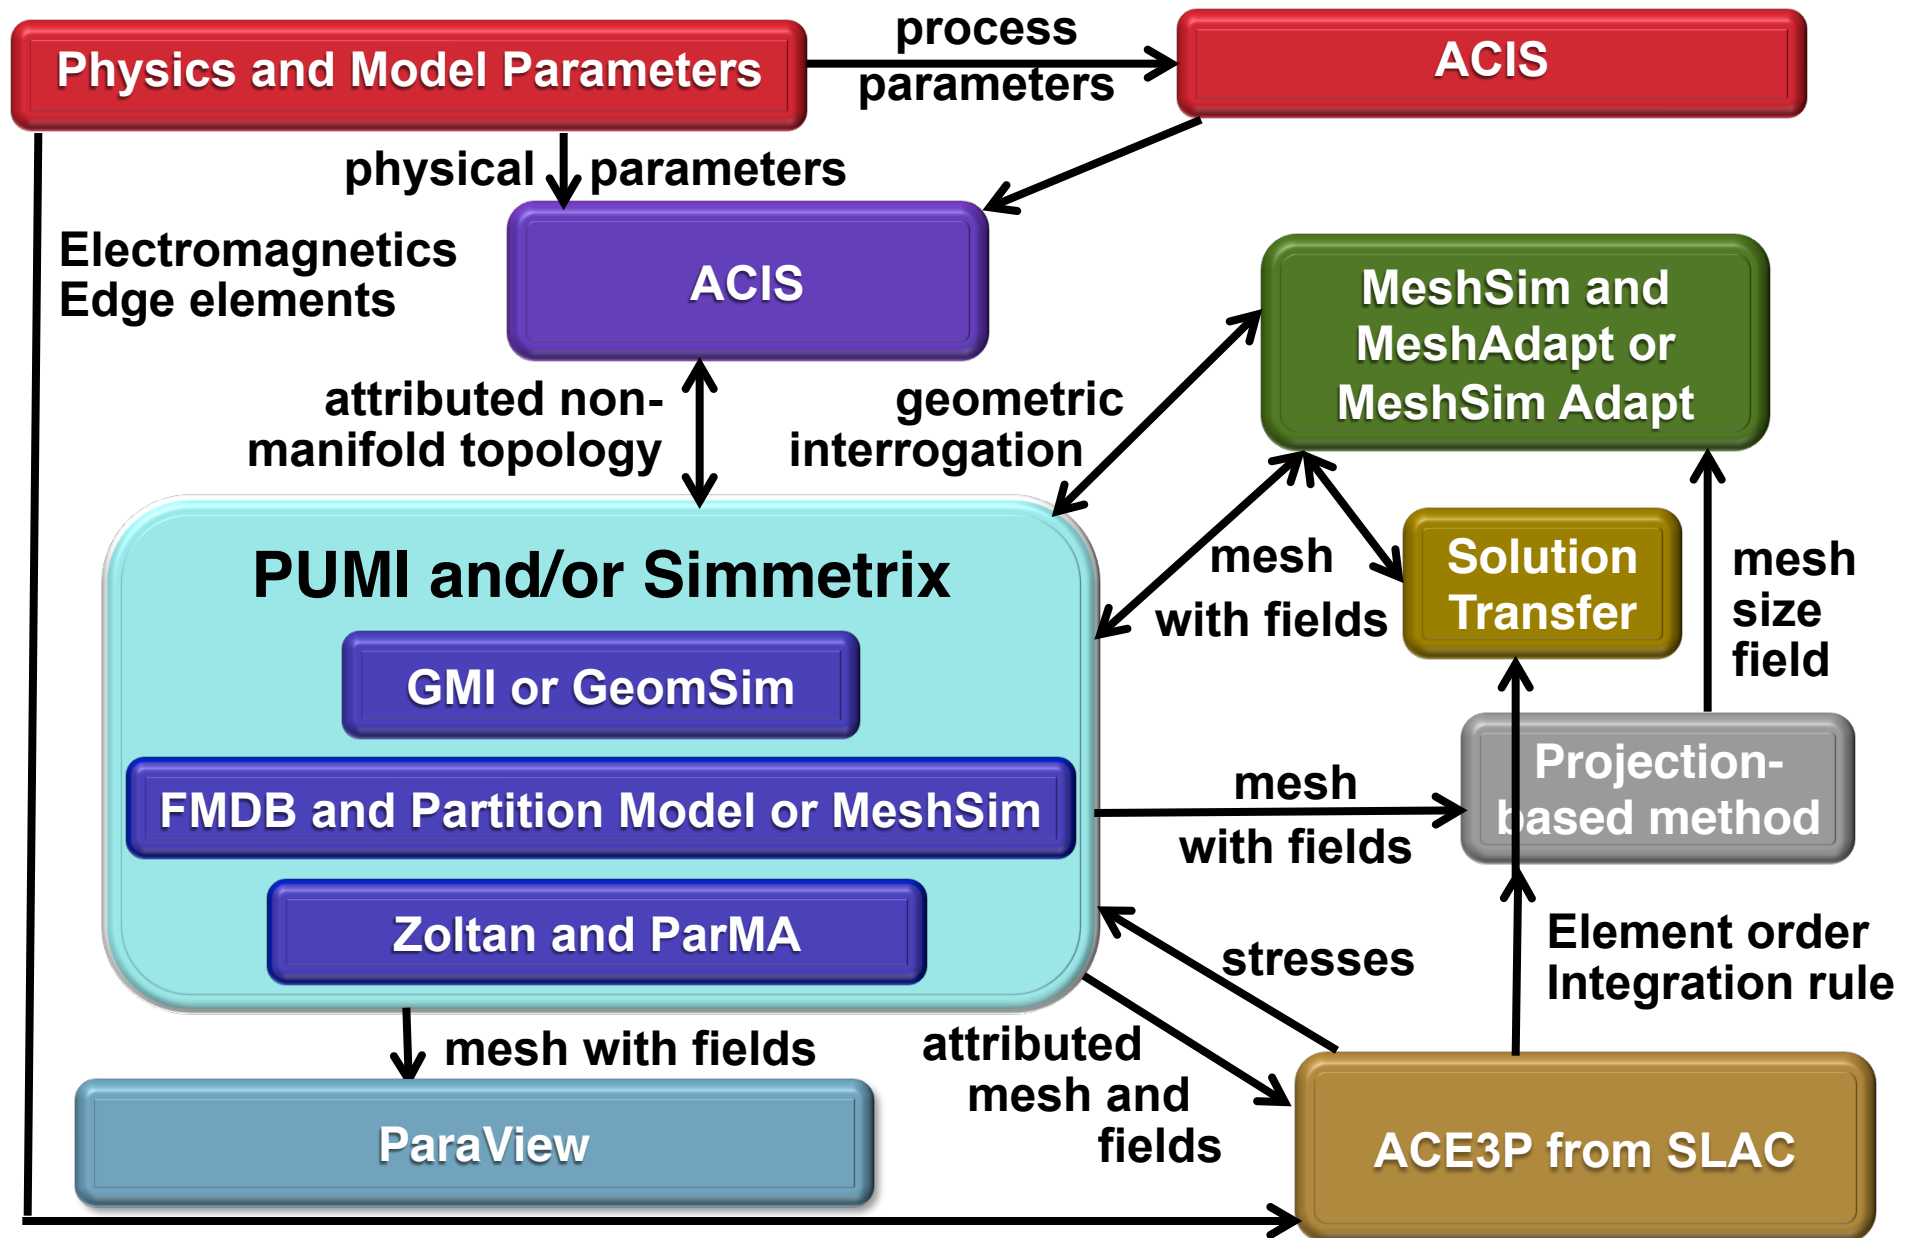 Physics and Model Parameters
process
parameters
ACIS
physical parameters
Electromagnetics
Edge elements
ACIS
MeshSim and
MeshAdapt or
MeshSim Adapt
attributed non-
manifold topology
geometric
interrogation
PUMI and/or Simmetrix
GMI or GeomSim
FMDB and Partition Model or MeshSim
Zoltan and ParMA
mesh
with fields
Solution
Transfer
mesh
size
field
mesh
with fields
Projection-
based method
stresses
Element order
Integration rule
mesh with fields
attributed
mesh and
fields
ParaView
ACE3P from SLAC